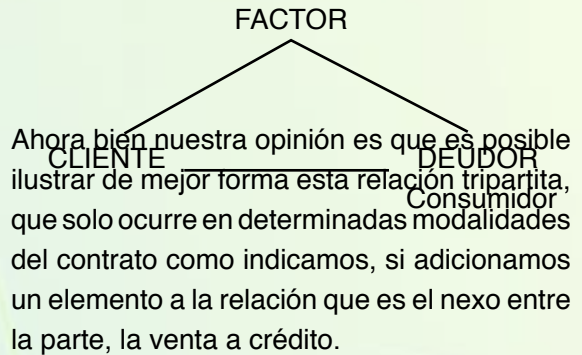 FACTOR
CLIENTE
DEUDOR
Consumidor
Ahora bien nuestra opinión es que es posible
ilustrar de mejor forma esta relación tripartita,
que solo ocurre en determinadas modalidades
del contrato como indicamos, si adicionamos
un elemento a la relación que es el nexo entre
la parte, la venta a crédito.